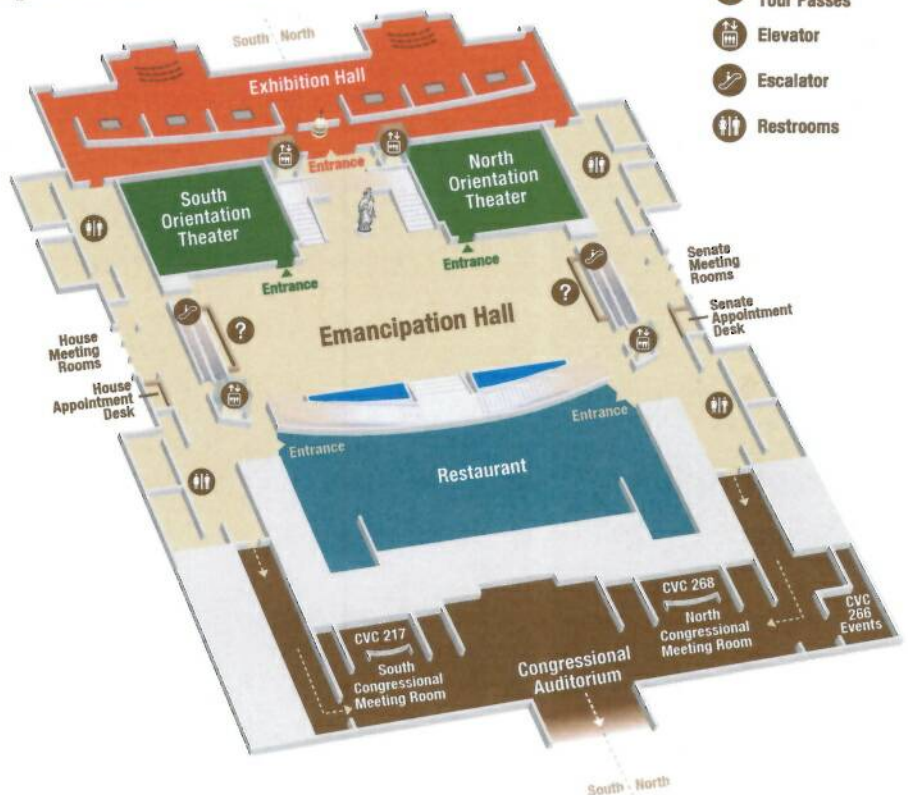 Tour Passes
Elevator
Escalator
Restrooms
South North
Exhibition Hall
Entrance
South
Orientation
Theater
North
Orientation
Theater
Entrance
Entrance
Senate
Meeting
Rooms
Senate
Appointment
Desk
?
?
Emancipation Hall
House
Meeting
Rooms
House
Appointment
Desk
Entrance
Entrance
Restaurant
CVC 217
South
Congressional
Meeting Room
CVC 268
North
Congressional
Meeting Room
CVC
266
Events
Congressional
Auditorium
South North